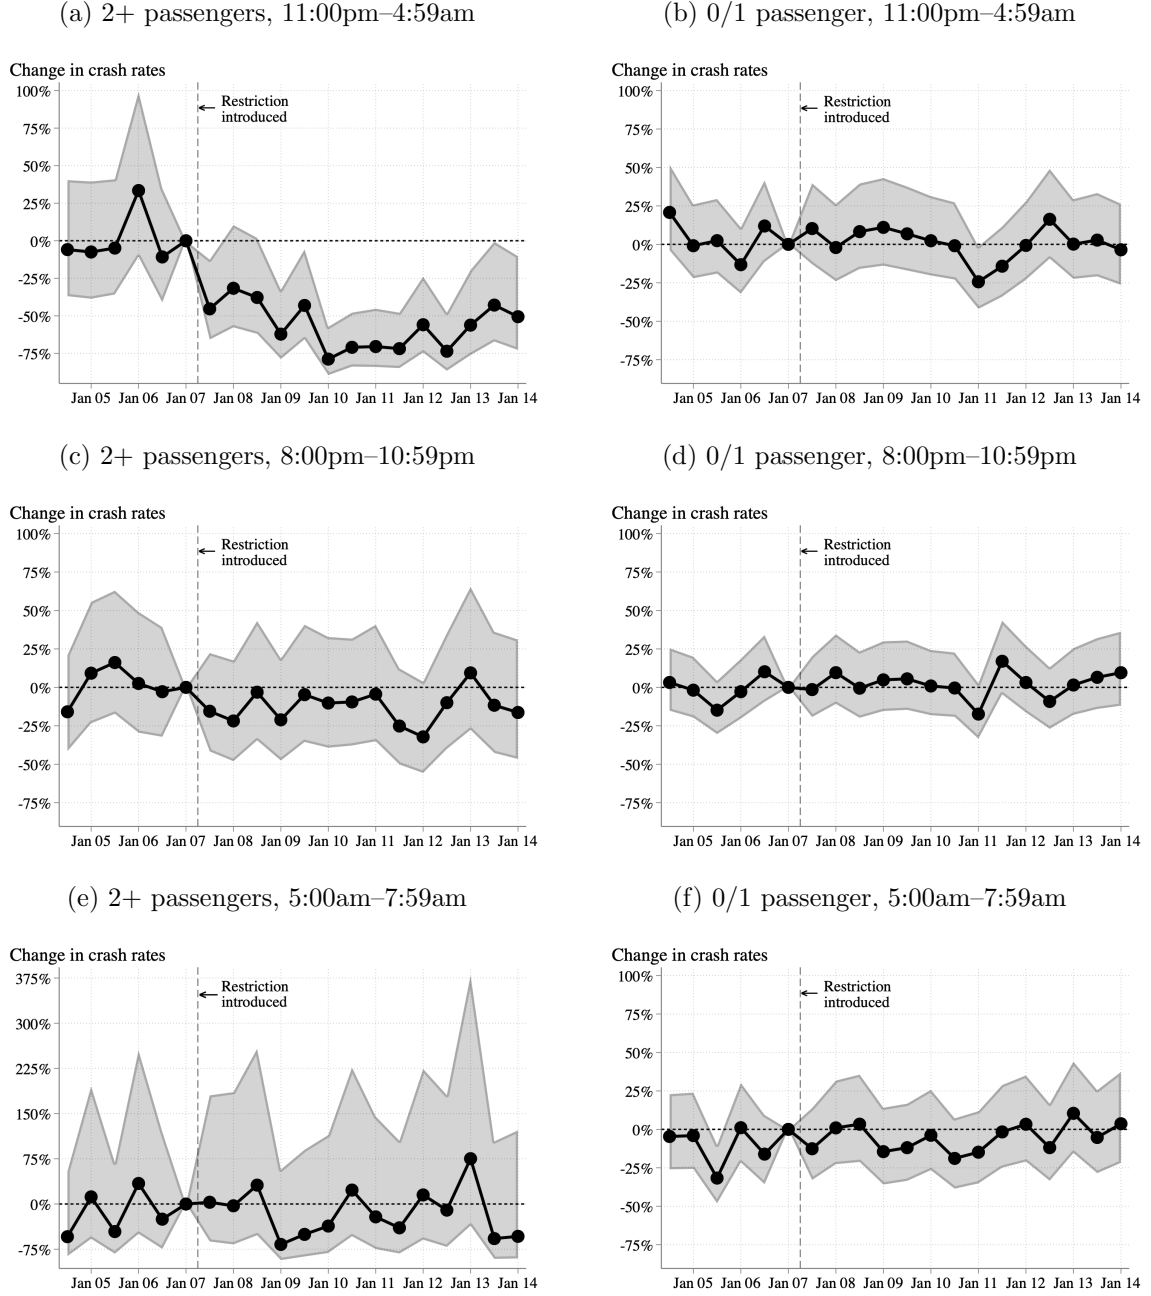 (a) 2+ passengers, 11:00pm–4:59am
Change in crash rates
100%
75%
50%
25%
0%
-25%
-50%
-75%
Restriction
introduced
Jan 05 Jan 06 Jan 07 Jan 08 Jan 09 Jan 10 Jan 11 Jan 12 Jan 13 Jan 14
(b) 0/1 passenger, 11:00pm–4:59am
Change in crash rates
100%
75%
50%
25%
0%
-25%
-50%
-75%
Restriction
introduced
Jan 05 Jan 06 Jan 07 Jan 08 Jan 09 Jan 10 Jan 11 Jan 12 Jan 13 Jan 14
(c) 2+ passengers, 8:00pm–10:59pm
Change in crash rates
100%
75%
50%
25%
0%
-25%
-50%
-75%
Restriction
introduced
Jan 05 Jan 06 Jan 07 Jan 08 Jan 09 Jan 10 Jan 11 Jan 12 Jan 13 Jan 14
(d) 0/1 passenger, 8:00pm–10:59pm
Change in crash rates
100%
75%
50%
25%
0%
-25%
-50%
-75%
Restriction
introduced
Jan 05 Jan 06 Jan 07 Jan 08 Jan 09 Jan 10 Jan 11 Jan 12 Jan 13 Jan 14
(e) 2+ passengers, 5:00am–7:59am
Change in crash rates
375%
300%
225%
150%
75%
0%
-75%
Restriction
introduced
Jan 05 Jan 06 Jan 07 Jan 08 Jan 09 Jan 10 Jan 11 Jan 12 Jan 13 Jan 14
(f) 0/1 passenger, 5:00am–7:59am
Change in crash rates
100%
75%
50%
25%
0%
-25%
-50%
-75%
Restriction
introduced
Jan 05 Jan 06 Jan 07 Jan 08 Jan 09 Jan 10 Jan 11 Jan 12 Jan 13 Jan 14